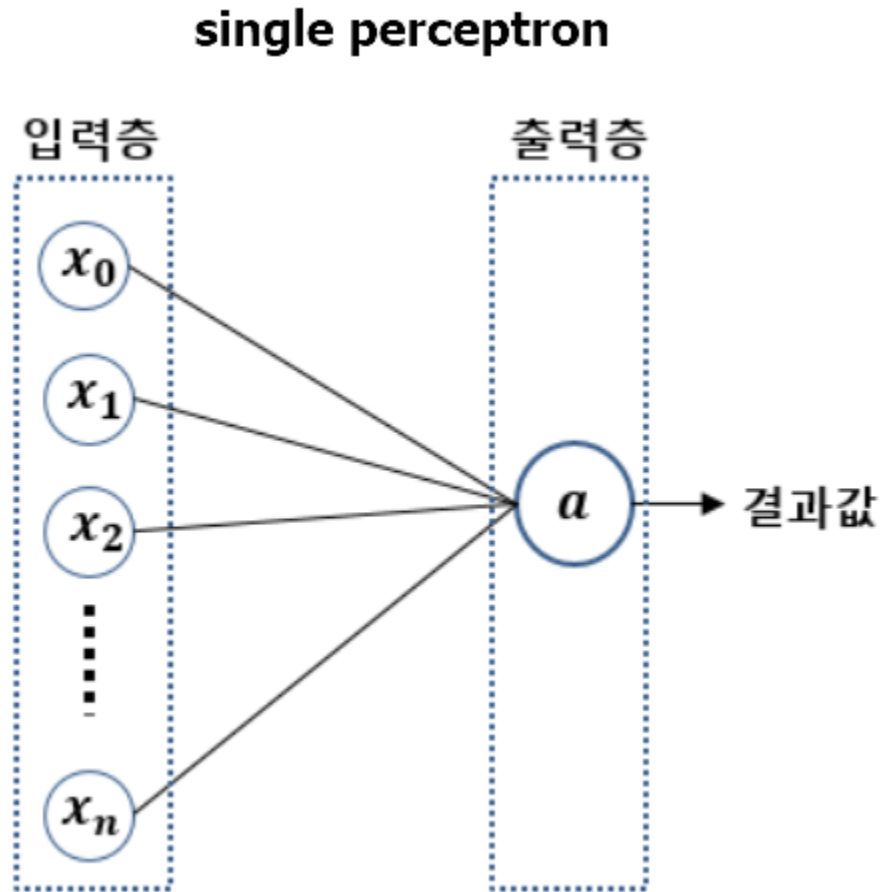 single perceptron
입력층
출력층
x₀
x₁
x₂
xₙ
a
결과값